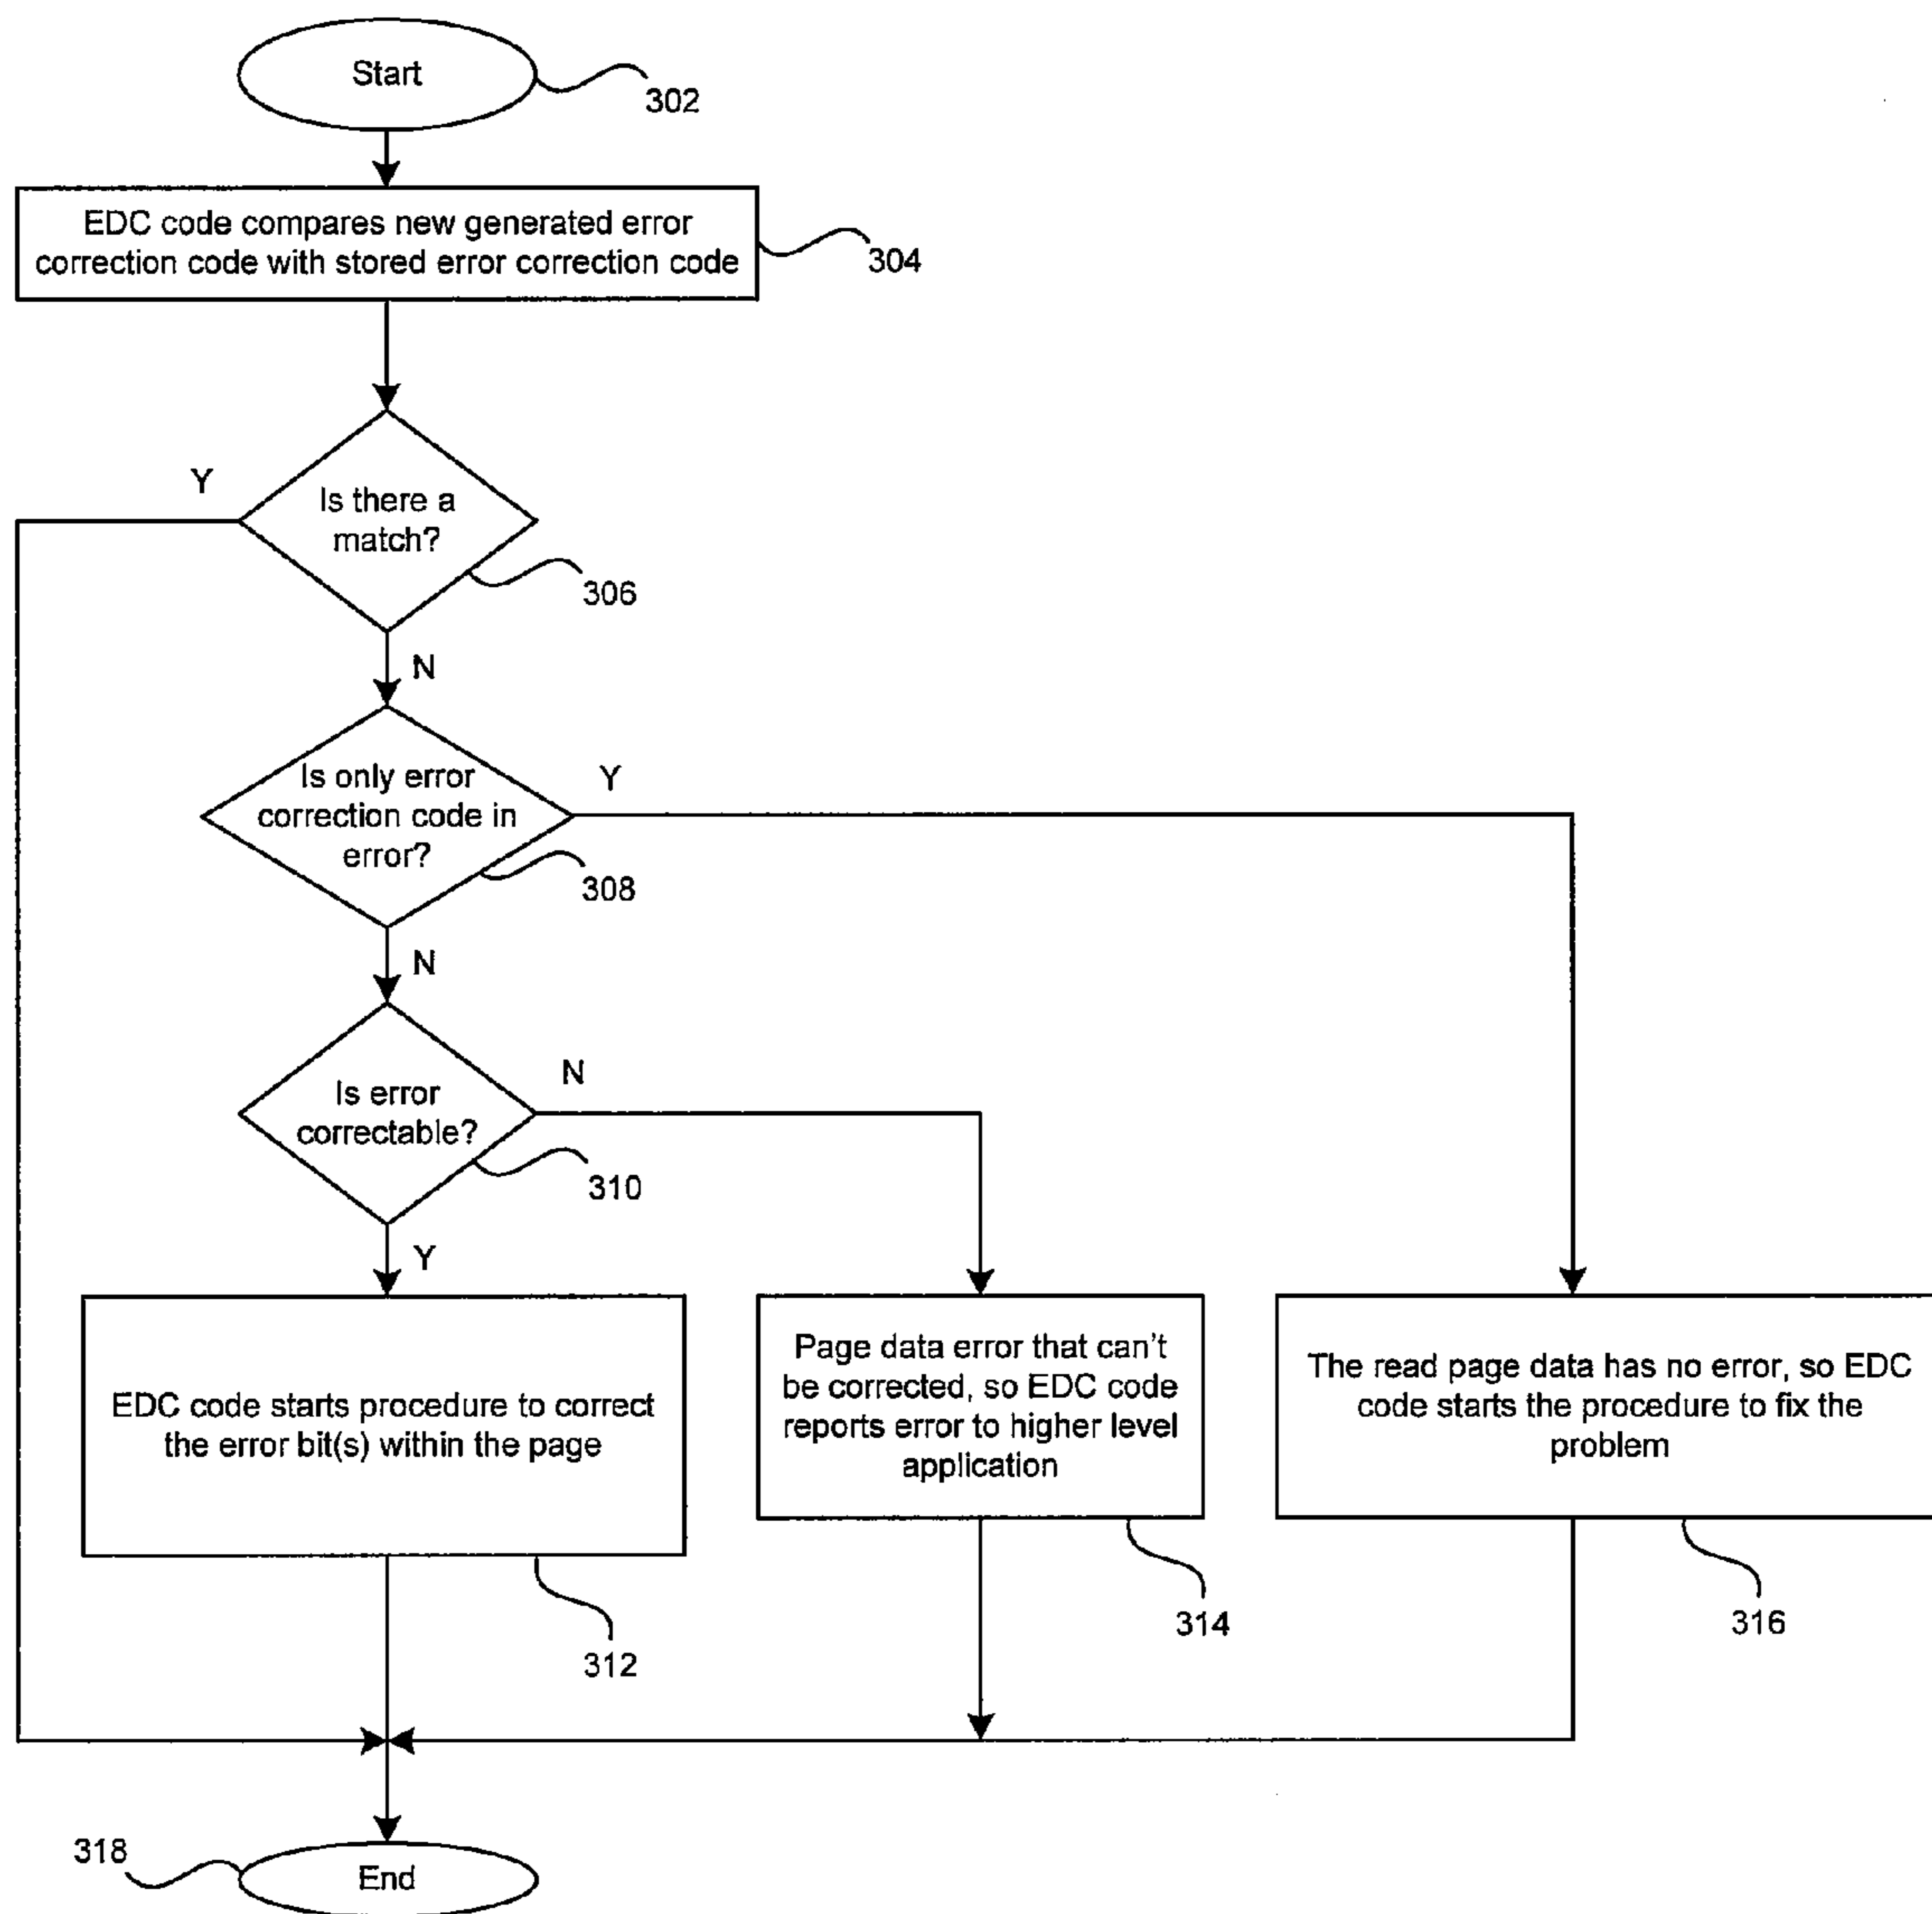 Start
302
EDC code compares new generated error
correction code with stored error correction code
304
Y
Is there a
match?
306
N
Is only error
correction code in
error?
Y
308
N
Is error
correctable?
N
310
Y
EDC code starts procedure to correct
the error bit(s) within the page
312
Page data error that can't
be corrected, so EDC code
reports error to higher level
application
314
The read page data has no error, so EDC
code starts the procedure to fix the
problem
316
318
End